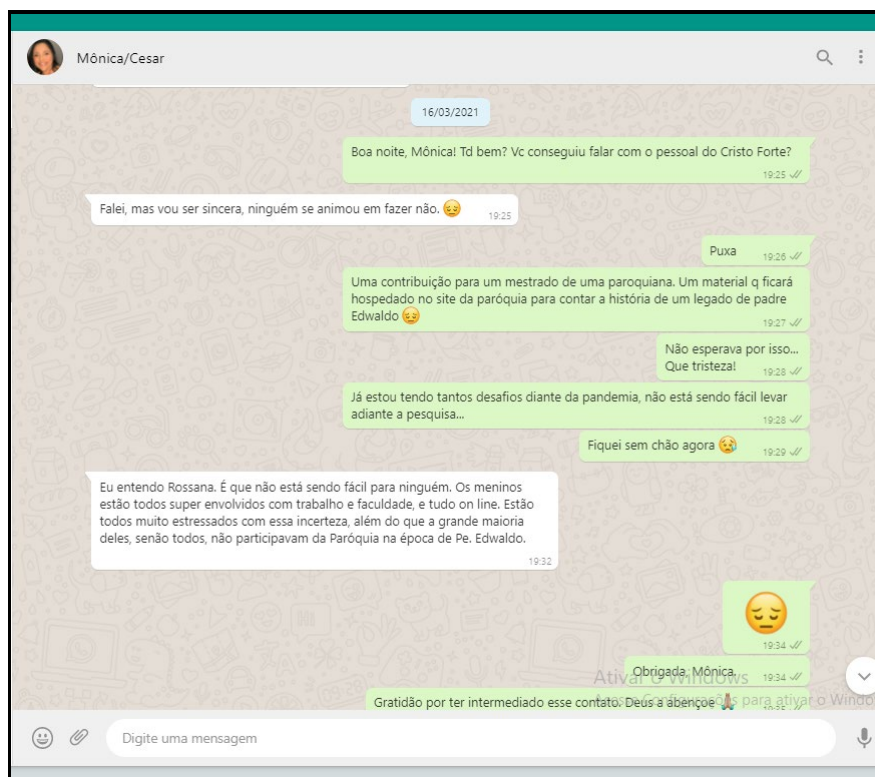 Mônica/Cesar
16/03/2021
Boa noite, Mônica! Td bem? Vc conseguiu falar com o pessoal do Cristo Forte?
19:25
Falei, mas vou ser sincera, ninguém se animou em fazer não. 😔
19:25
Puxa
19:26
Uma contribuição para um mestrado de uma paroquiana. Um material q ficará
hospedado no site da paróquia para contar a história de um legado de padre
Edwaldo 😔
19:27
Não esperava por isso...
Que tristeza!
19:28
Já estou tendo tantos desafios diante da pandemia, não está sendo fácil levar
adiante a pesquisa...
19:28
Fiquei sem chão agora 😢
19:29
Eu entendo Rossana. É que não está sendo fácil para ninguém. Os meninos
estão todos super envolvidos com trabalho e faculdade, e tudo on line. Estão
todos muito estressados com essa incerteza, além do que a grande maioria
deles, senão todos, não participavam da Paróquia na época de Pe. Edwaldo.
19:32
😔
19:34
Obrigada, Mônica.
19:34
Ativar o Windows
Gratidão por ter intermediado esse contato. Deus a abençoe 🙏
19:35
Acesse Configurações para ativar o Windo
Digite uma mensagem